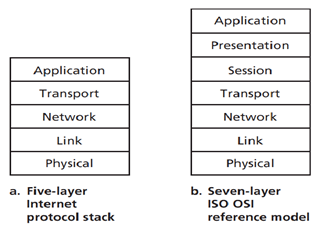 Application
Transport
Network
Link
Physical
a. Five-layer
Internet
protocol stack
Application
Presentation
Session
Transport
Network
Link
Physical
b. Seven-layer
ISO OSI
reference model